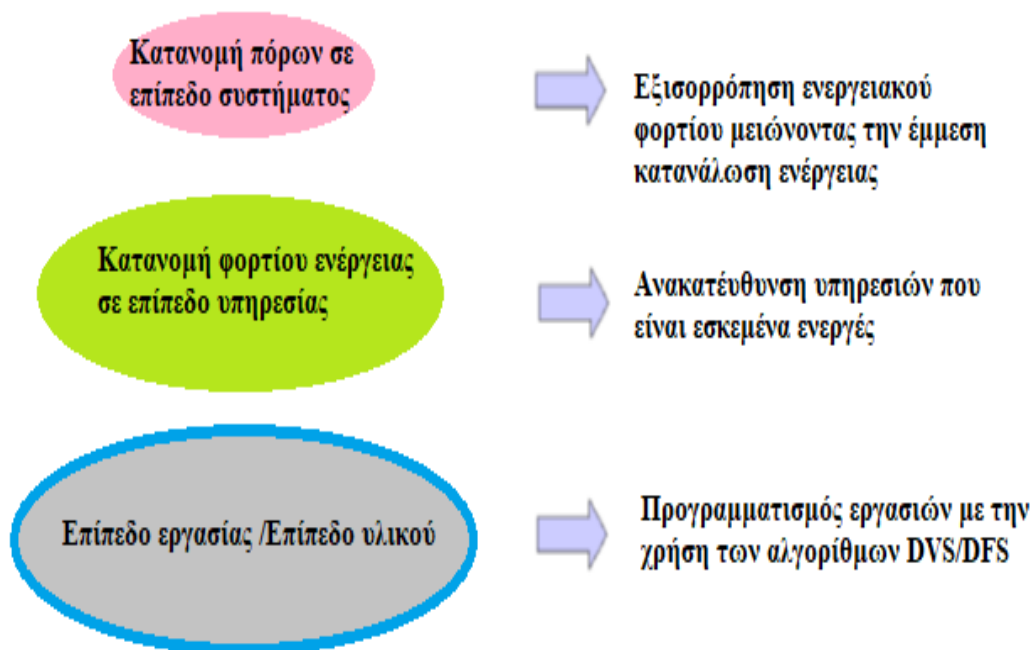 Κατανομή πόρων σε
επίπεδο συστήματος
Εξισορρόπηση ενεργειακού
φορτίου μειώνοντας την έμμεση
κατανάλωση ενέργειας
Κατανομή φορτίου ενέργειας
σε επίπεδο υπηρεσίας
Ανακατέυθυνση υπηρεσιών που
είναι εσκεμένα ενεργές
Επίπεδο εργασίας /Επίπεδο υλικού
Προγραμματισμός εργασιών με την
χρήση των αλγορίθμων DVS/DFS